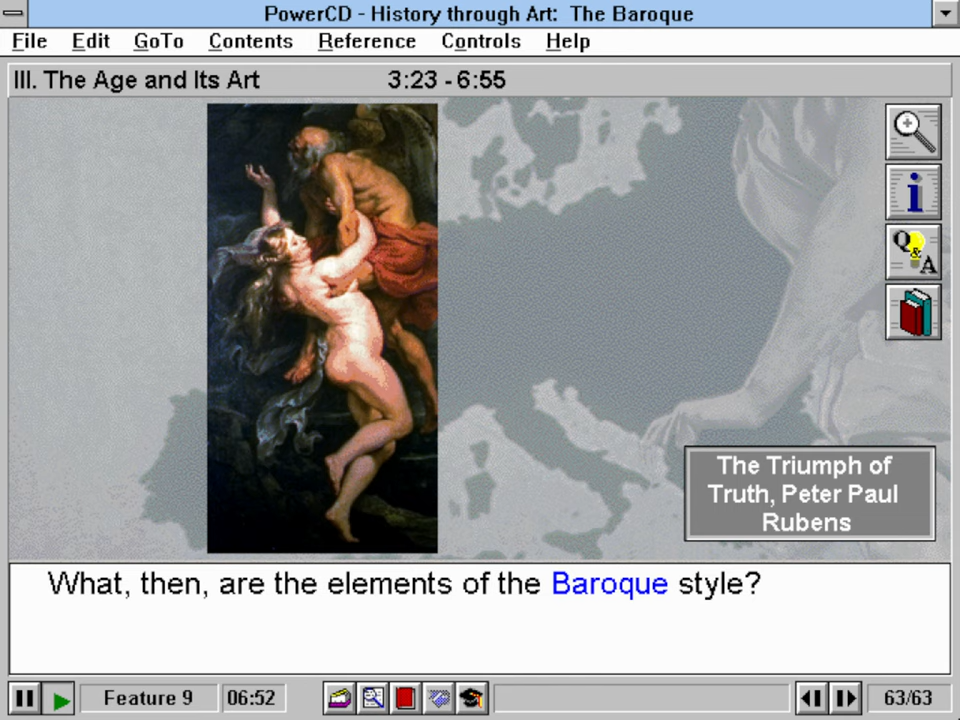 PowerCD - History through Art: The Baroque
File Edit GoTo Contents Reference Controls Help
III. The Age and Its Art 3:23 - 6:55
Q & A
The Triumph of
Truth, Peter Paul
Rubens
What, then, are the elements of the Baroque style?
Feature 9 06:52 63/63